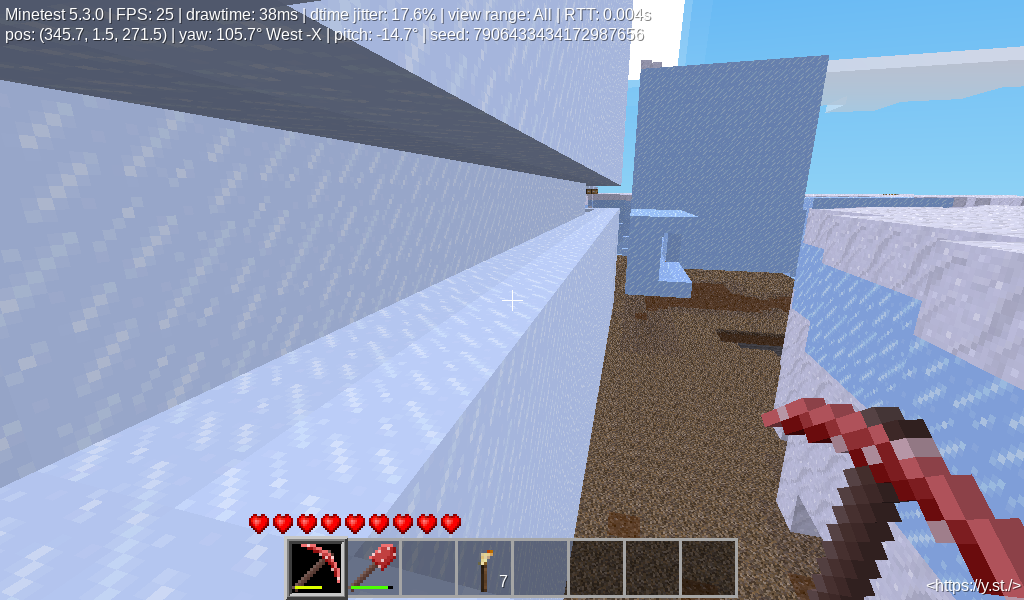 Minetest 5.3.0 | FPS: 25 | drawtime: 38ms | dtime jitter: 17.6% | view range: All | RTT: 0.004s
pos: (345.7, 1.5, 271.5) | yaw: 105.7° West -X | pitch: -14.7° | seed: 7906433434172987656
7
<https://y.st./>